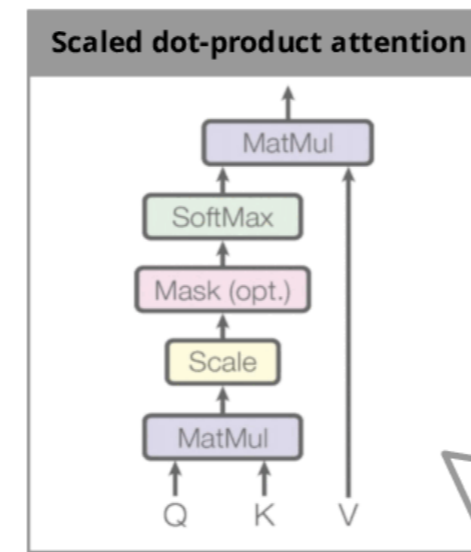 Scaled dot-product attention
MatMul
SoftMax
Mask (opt.)
Scale
MatMul
Q K V